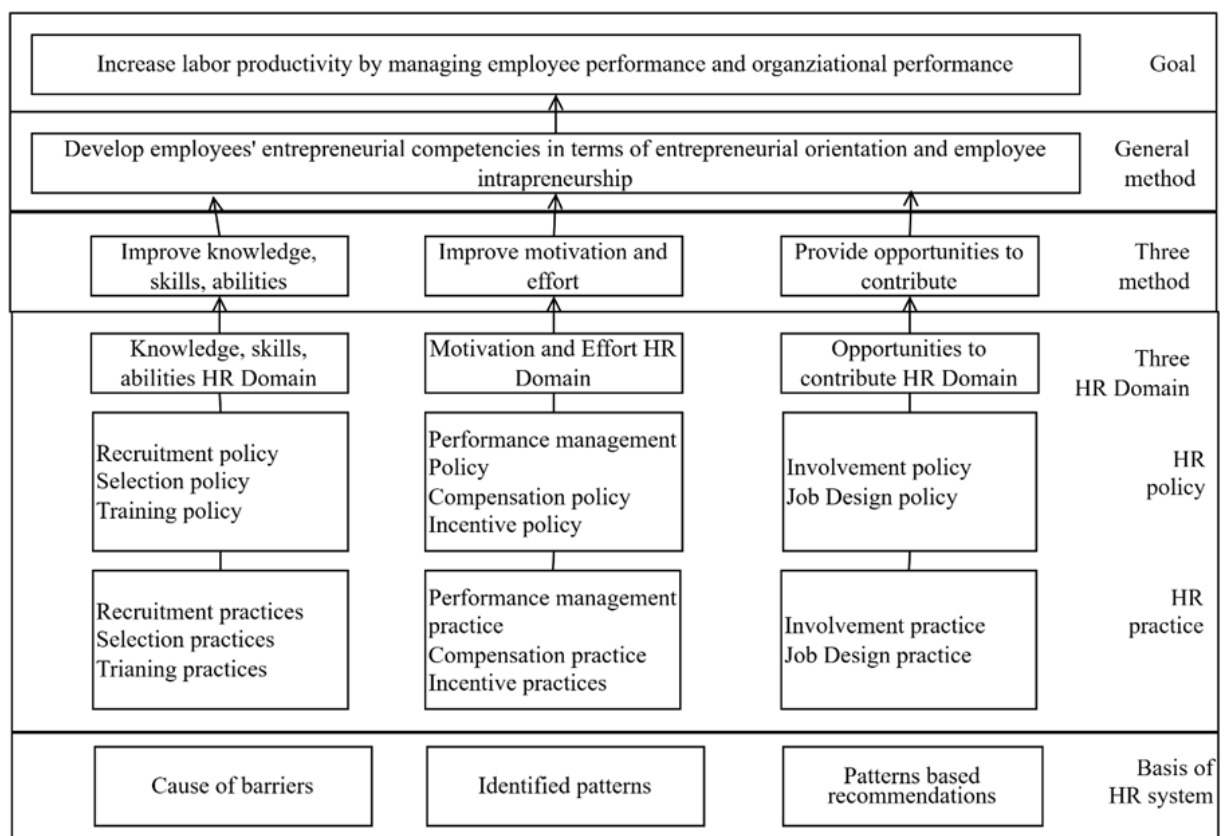 Increase labor productivity by managing employee performance and organziational performance
Goal
Develop employees' entrepreneurial competencies in terms of entrepreneurial orientation and employee
intrapreneurship
General
method
Improve knowledge,
skills, abilities
Improve motivation and
effort
Provide opportunities to
contribute
Three
method
Knowledge, skills,
abilities HR Domain
Motivation and Effort HR
Domain
Opportunities to
contribute HR Domain
Three
HR Domain
Recruitment policy
Selection policy
Training policy
Performance management
Policy
Compensation policy
Incentive policy
Involvement policy
Job Design policy
HR
policy
Recruitment practices
Selection practices
Trianing practices
Performance management
practice
Compensation practice
Incentive practices
Involvement practice
Job Design practice
HR
practice
Cause of barriers
Identified patterns
Patterns based
recommendations
Basis of
HR system